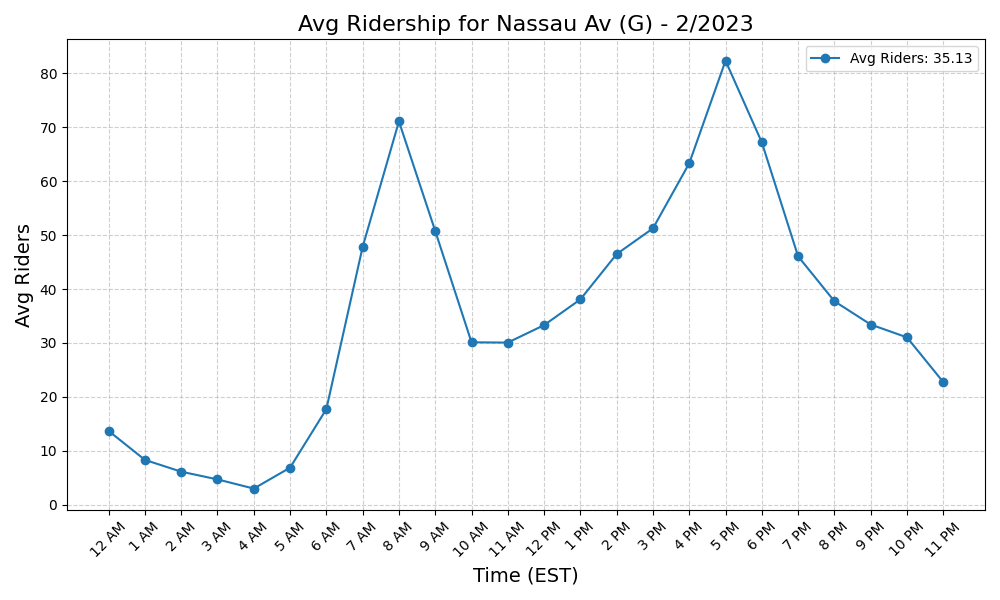 Avg Ridership for Nassau Av (G) - 2/2023
Avg Riders: 35.13
Avg Riders
80
70
60
50
40
30
20
10
0
12 AM
1 AM
2 AM
3 AM
4 AM
5 AM
6 AM
7 AM
8 AM
9 AM
10 AM
11 AM
12 PM
1 PM
2 PM
3 PM
4 PM
5 PM
6 PM
7 PM
8 PM
9 PM
10 PM
11 PM
Time (EST)